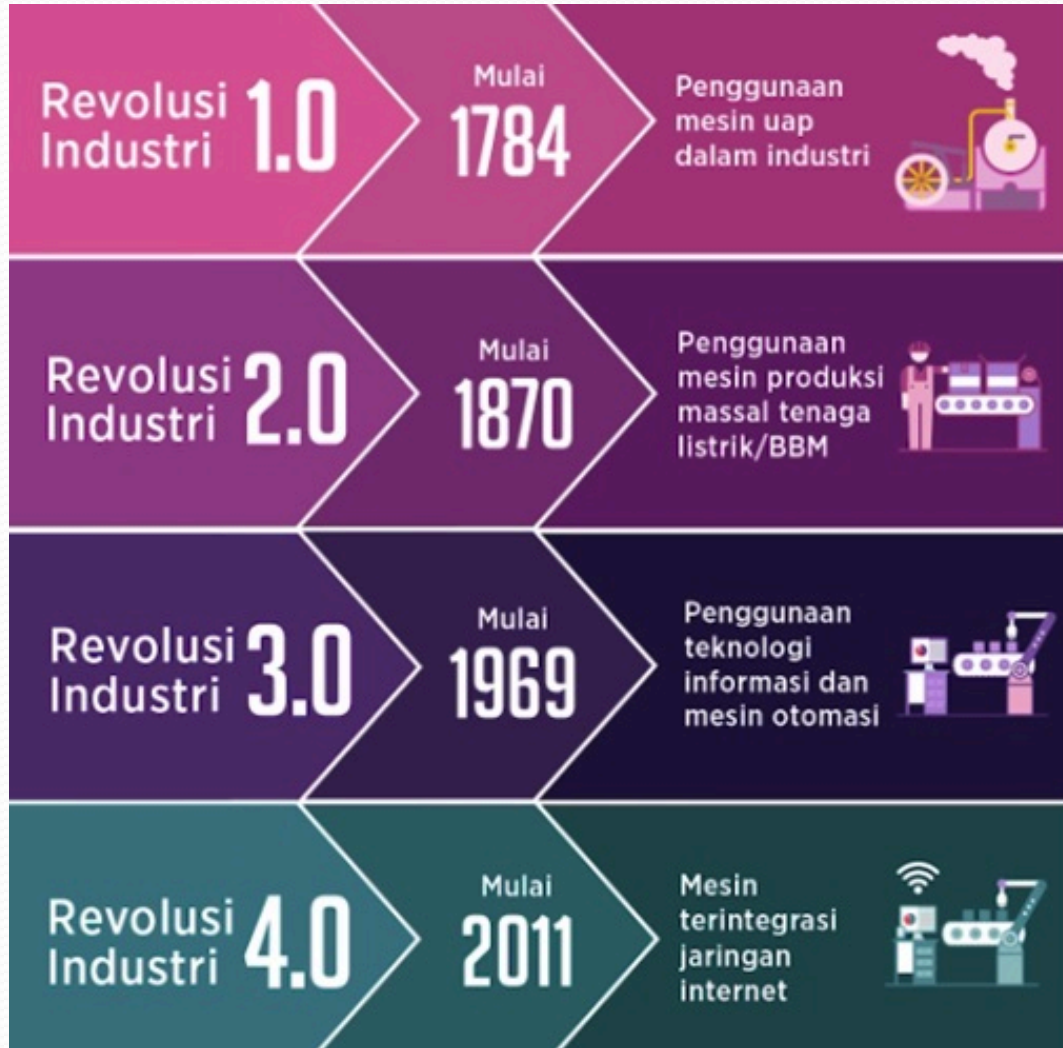 Revolusi
Industri 1.0
Mulai
1784
Penggunaan
mesin uap
dalam industri
Revolusi
Industri 2.0
Mulai
1870
Penggunaan
mesin produksi
massal tenaga
listrik/BBM
Revolusi
Industri 3.0
Mulai
1969
Penggunaan
teknologi
informasi dan
mesin otomasi
Revolusi
Industri 4.0
Mulai
2011
Mesin
terintegrasi
jaringan
internet